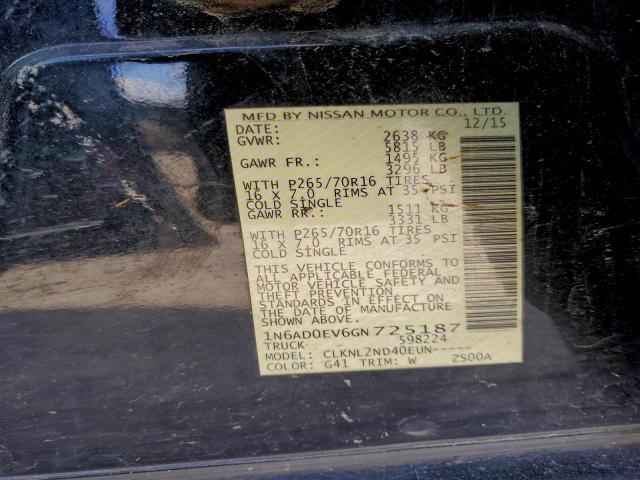 MFD BY NISSAN MOTOR CO., LTD.
DATE: 12/15
GVWR: 2638 KG
5815 LB
GAWR FR.: 1495 KG
3296 LB
WITH P265/70R16 TIRES
16 X 7.0 RIMS AT 35 PSI
COLD SINGLE
GAWR RR.: 1511 KG
3331 LB
WITH P265/70R16 TIRES
16 X 7.0 RIMS AT 35 PSI
COLD SINGLE
THIS VEHICLE CONFORMS TO
ALL APPLICABLE FEDERAL
MOTOR VEHICLE SAFETY AND
THEFT PREVENTION
STANDARDS IN EFFECT ON
THE DATE OF MANUFACTURE
SHOWN ABOVE.
1N6AD0EV6GN725187
TRUCK 598224
MODEL: CLKNL2ND40EUN-----
COLOR: G41 TRIM: W ZS00A